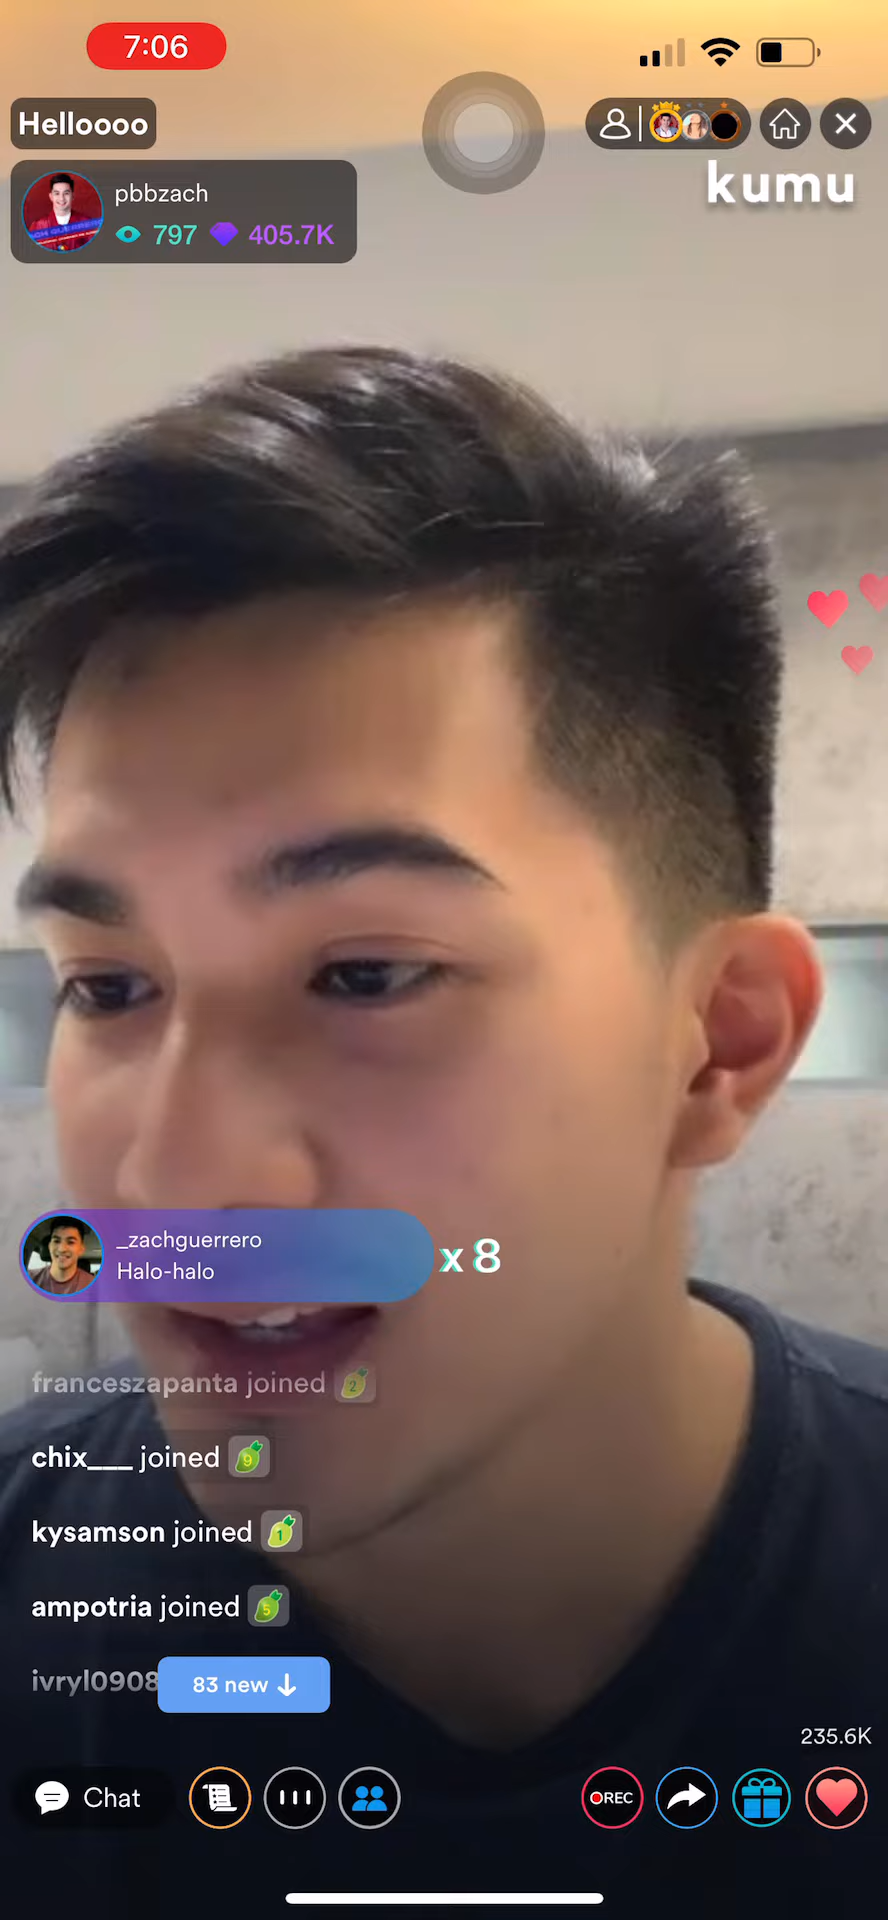 7:06
Helloooo
kumu
pbbzach
797 405.7K
_zachguerrero
Halo-halo
x 8
franceszapanta joined 2
chix___ joined 9
kysamson joined 1
ampotria joined 5
ivryl0908
83 new
235.6K
Chat
REC